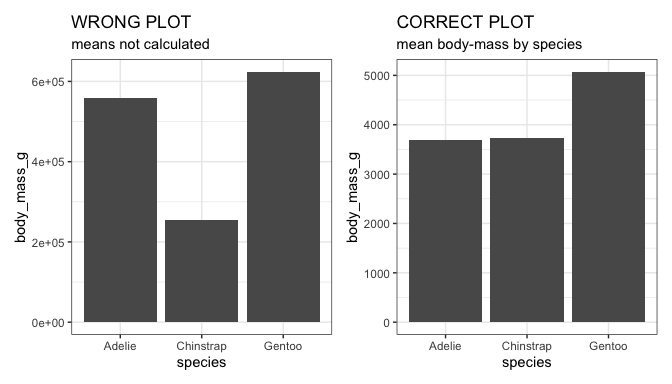 WRONG PLOT
means not calculated
6e+05
4e+05
2e+05
0e+00
body_mass_g
Adelie
Chinstrap
Gentoo
species
CORRECT PLOT
mean body-mass by species
5000
4000
3000
2000
1000
0
body_mass_g
Adelie
Chinstrap
Gentoo
species